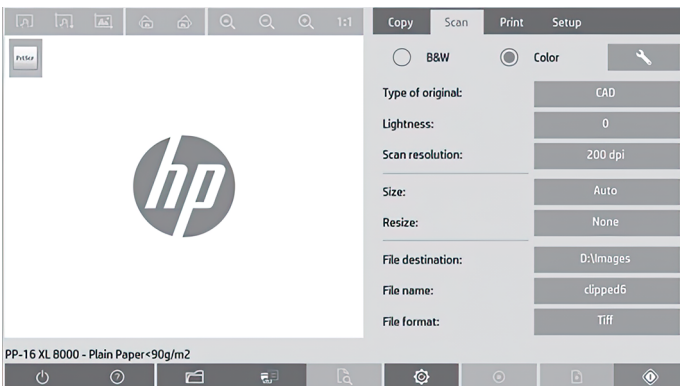 1:1
Copy Scan Print Setup
PrtScr
B&W Color
Type of original: CAD
Lightness: 0
Scan resolution: 200 dpi
Size: Auto
Resize: None
File destination: D:\Images
File name: clipped6
File format: Tiff
hp
PP-16 XL 8000 - Plain Paper<90g/m2